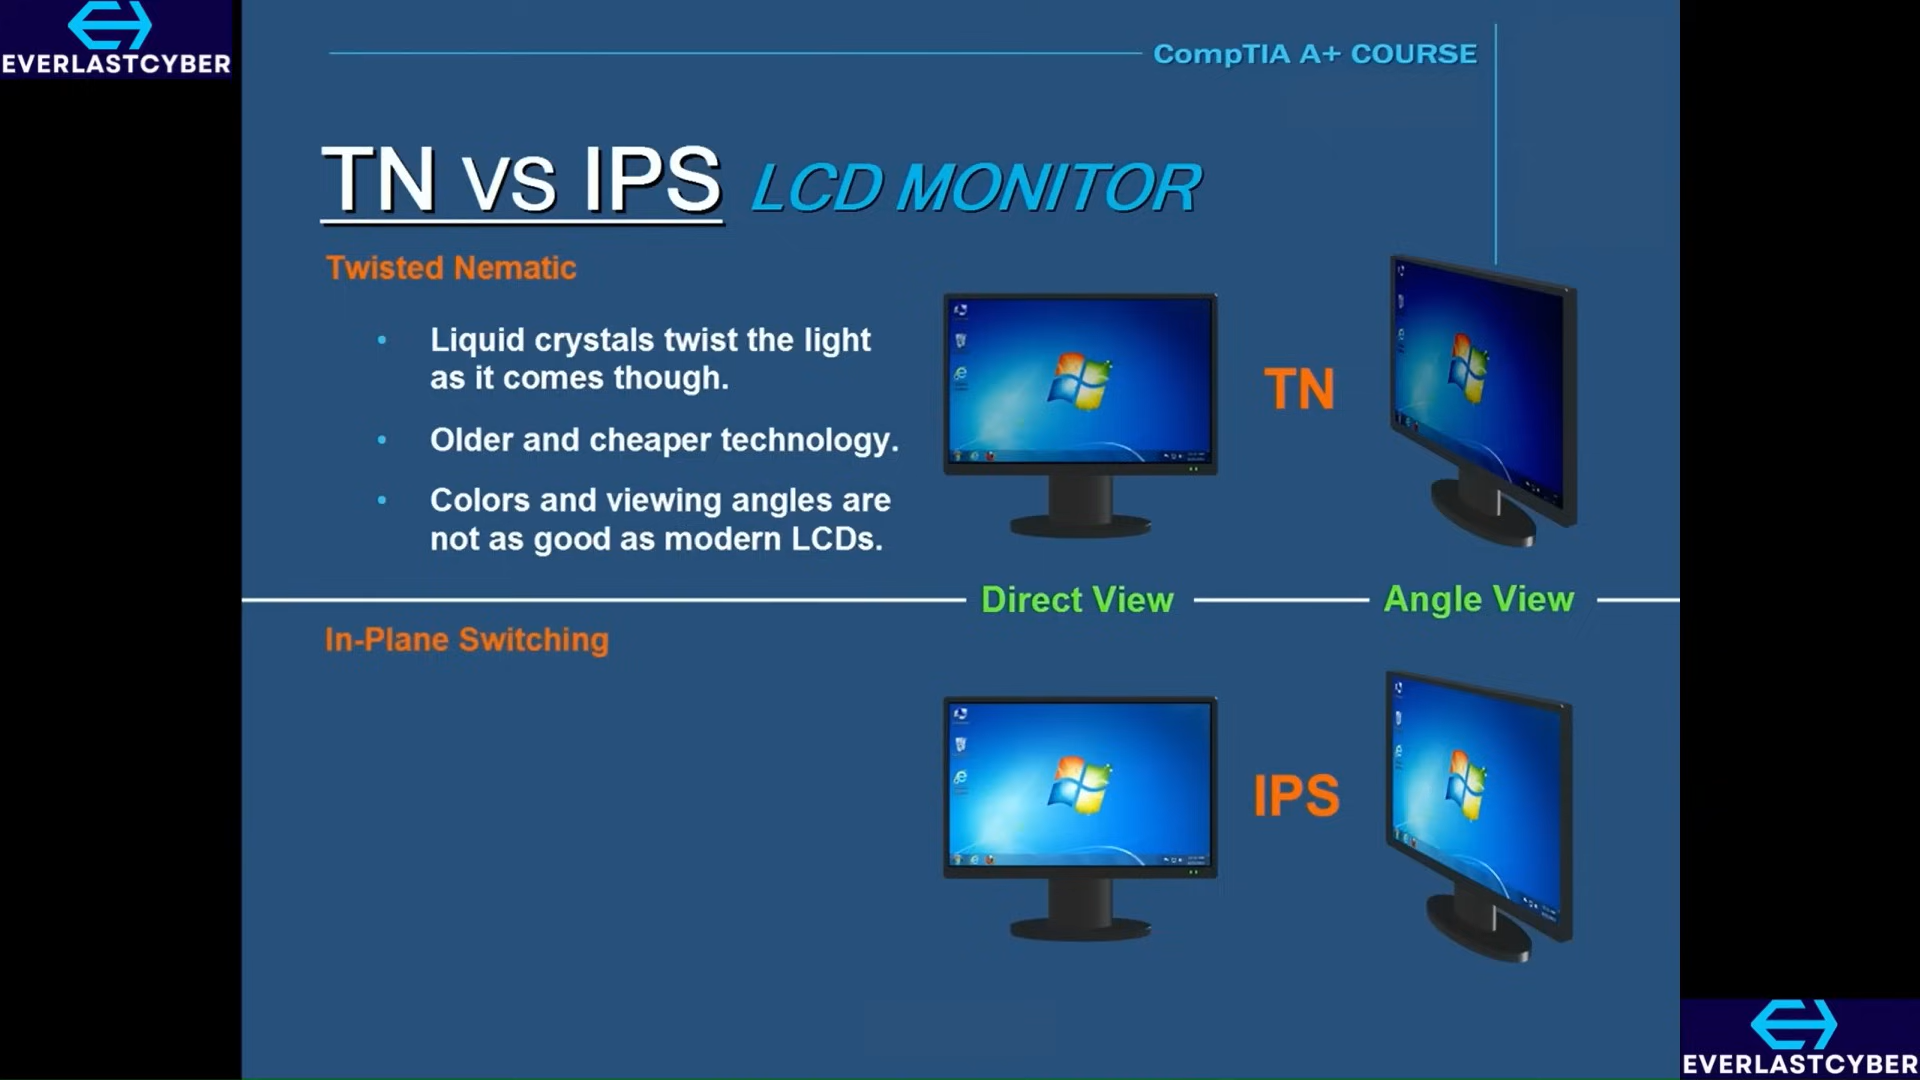 EVERLASTCYBER
CompTIA A+ COURSE
TN VS IPS LCD MONITOR
Twisted Nematic
• Liquid crystals twist the light
as it comes though.
• Older and cheaper technology.
• Colors and viewing angles are
not as good as modern LCDs.
TN
Direct View
Angle View
In-Plane Switching
IPS
EVERLASTCYBER